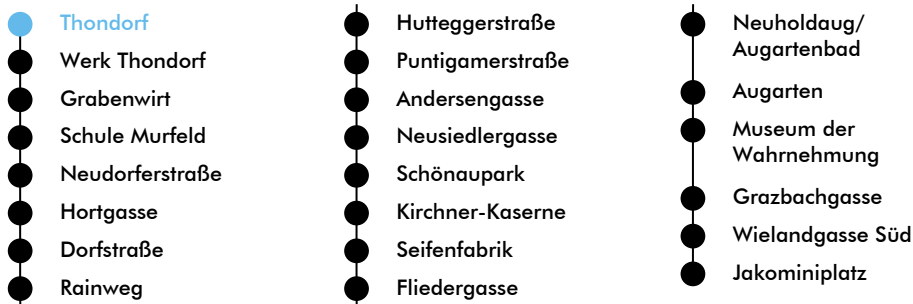 Thondorf
Werk Thondorf
Grabenwirt
Schule Murfeld
Neudorferstraße
Hortgasse
Dorfstraße
Rainweg
Hutteggerstraße
Puntigamerstraße
Andersengasse
Neusiedlergasse
Schönaupark
Kirchner-Kaserne
Seifenfabrik
Fliedergasse
Neuholdaug/
Augartenbad
Augarten
Museum der
Wahrnehmung
Grazbachgasse
Wielandgasse Süd
Jakominiplatz